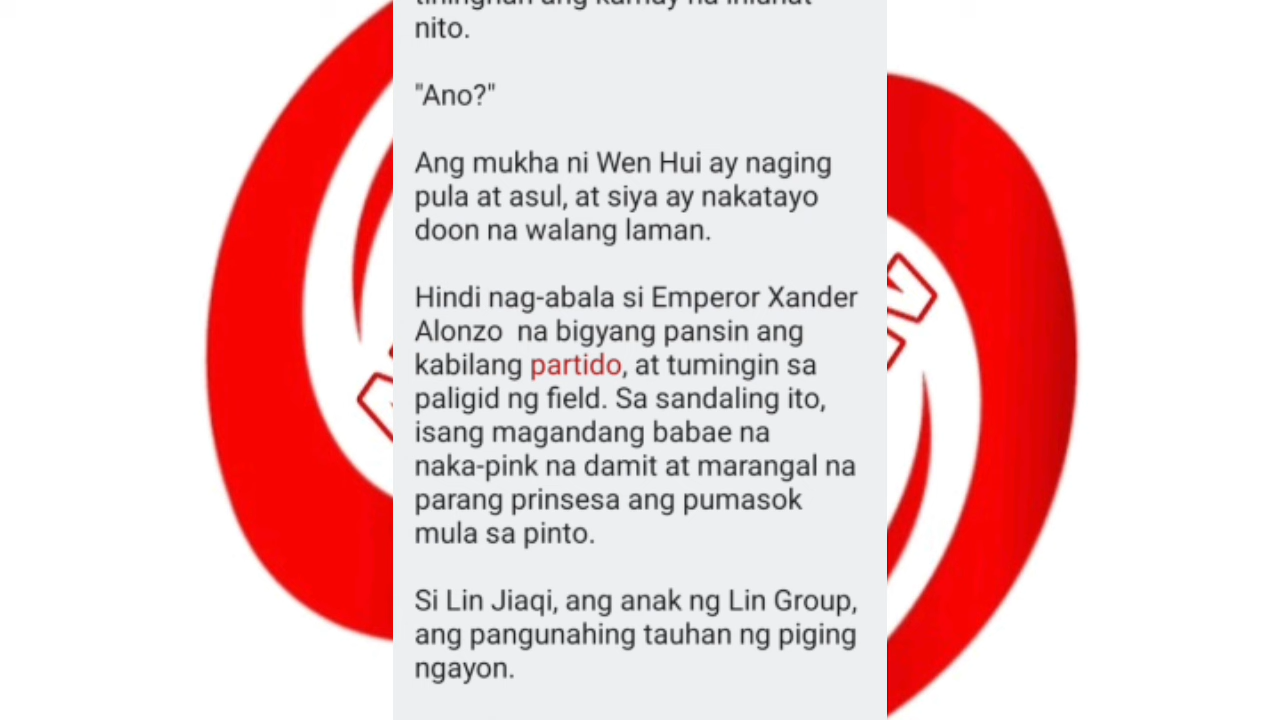 nito.
"Ano?"
Ang mukha ni Wen Hui ay naging
pula at asul, at siya ay nakatayo
doon na walang laman.
Hindi nag-abala si Emperor Xander
Alonzo na bigyang pansin ang
kabilang partido, at tumingin sa
paligid ng field. Sa sandaling ito,
isang magandang babae na
naka-pink na damit at marangal na
parang prinsesa ang pumasok
mula sa pinto.
Si Lin Jiaqi, ang anak ng Lin Group,
ang pangunahing tauhan ng piging
ngayon.